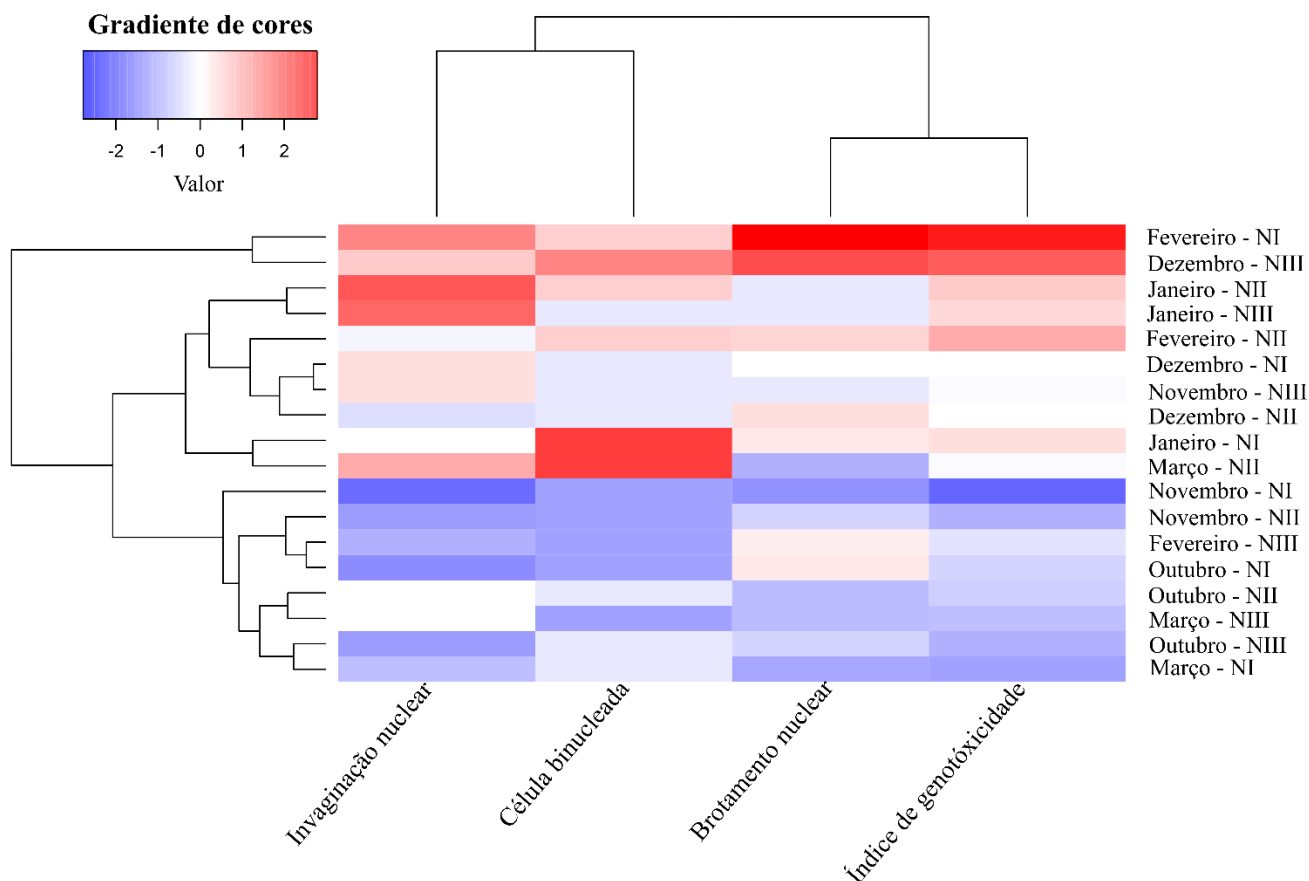 Gradiente de cores
-2 -1 0 1 2
Valor
Fevereiro - NI
Dezembro - NIII
Janeiro - NII
Janeiro - NIII
Fevereiro - NII
Dezembro - NI
Novembro - NIII
Dezembro - NII
Janeiro - NI
Março - NII
Novembro - NI
Novembro - NII
Fevereiro - NIII
Outubro - NI
Outubro - NII
Março - NIII
Outubro - NIII
Março - NI
Invaginação nuclear
Célula binucleada
Brotamento nuclear
Índice de genotóxicidade